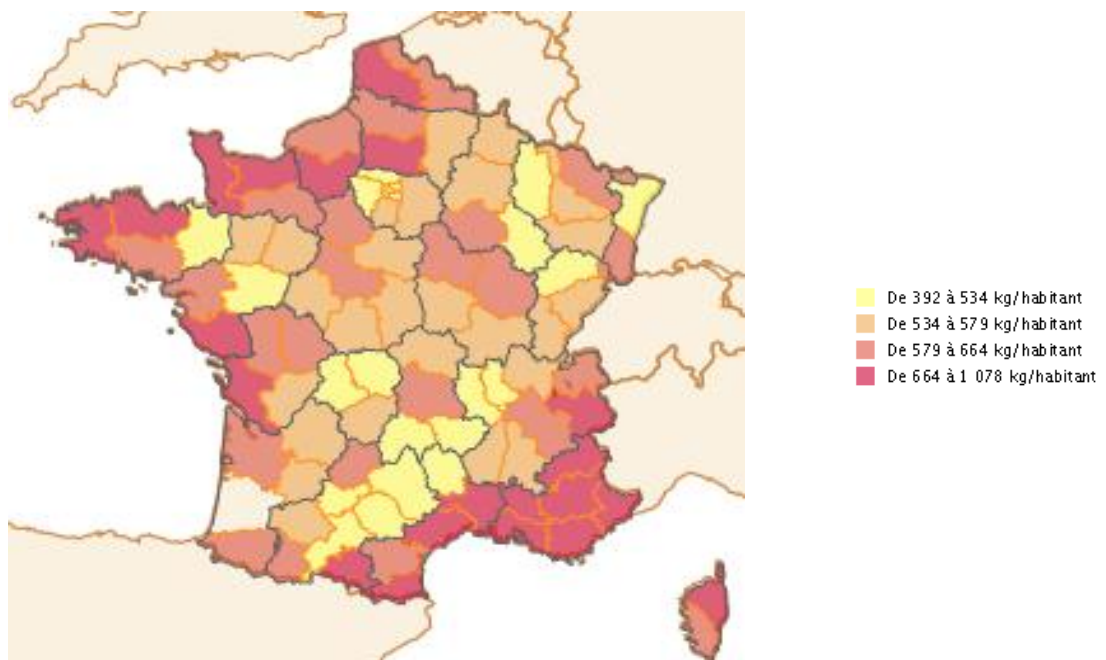 De 392 à 534 kg/habitant
De 534 à 579 kg/habitant
De 579 à 664 kg/habitant
De 664 à 1 078 kg/habitant